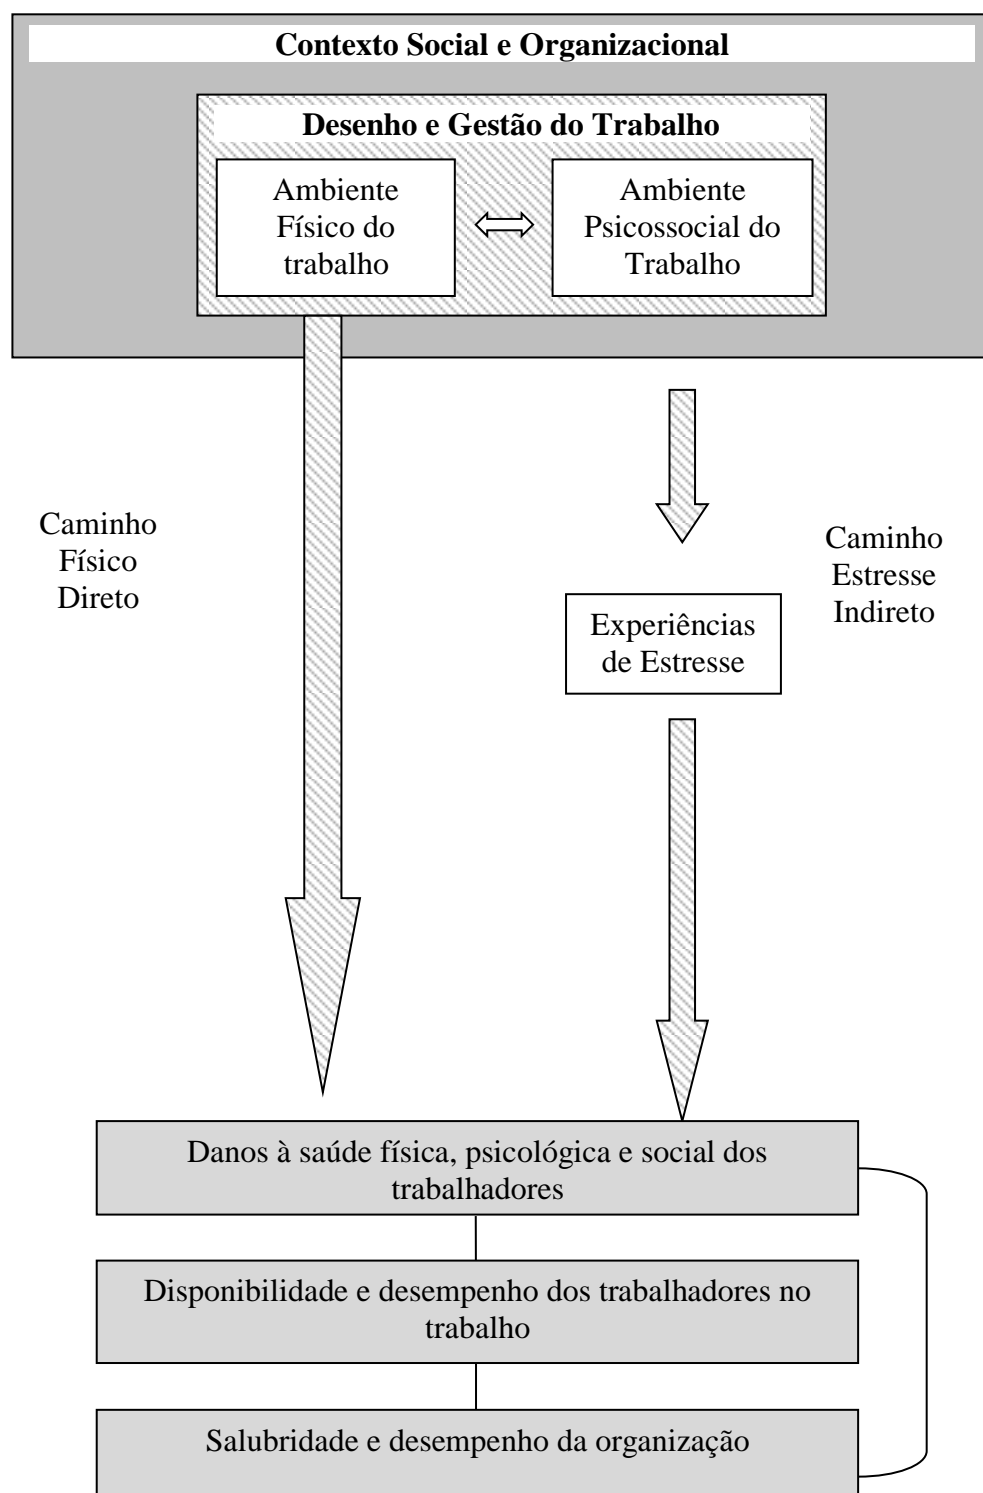 Contexto Social e Organizacional
Desenho e Gestão do Trabalho
Ambiente
Físico do
trabalho
Ambiente
Psicossocial do
Trabalho
Caminho
Físico
Direto
Caminho
Estresse
Indireto
Experiências
de Estresse
Danos à saúde física, psicológica e social dos
trabalhadores
Disponibilidade e desempenho dos trabalhadores no
trabalho
Salubridade e desempenho da organização